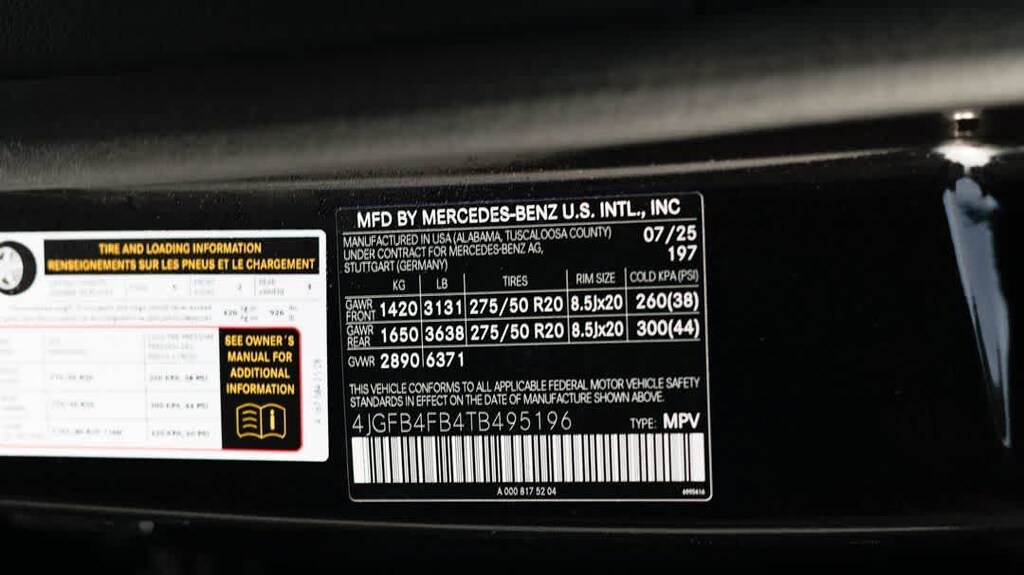 TIRE AND LOADING INFORMATION
RENSEIGNEMENTS SUR LES PNEUS ET LE CHARGEMENT
SEE OWNER'S
MANUAL FOR
ADDITIONAL
INFORMATION
MFD BY MERCEDES-BENZ U.S. INTL., INC
MANUFACTURED IN USA (ALABAMA, TUSCALOOSA COUNTY) 07/25
UNDER CONTRACT FOR MERCEDES-BENZ AG, 197
STUTTGART (GERMANY)
KG LB TIRES RIM SIZE COLD KPA (PSI)
GAWR FRONT 1420 3131 275/50 R20 8.5Jx20 260(38)
GAWR REAR 1650 3638 275/50 R20 8.5Jx20 300(44)
GVWR 2890 6371
THIS VEHICLE CONFORMS TO ALL APPLICABLE FEDERAL MOTOR VEHICLE SAFETY
STANDARDS IN EFFECT ON THE DATE OF MANUFACTURE SHOWN ABOVE.
4JGFB4FB4TB495196 TYPE: MPV
A 000 817 52 04